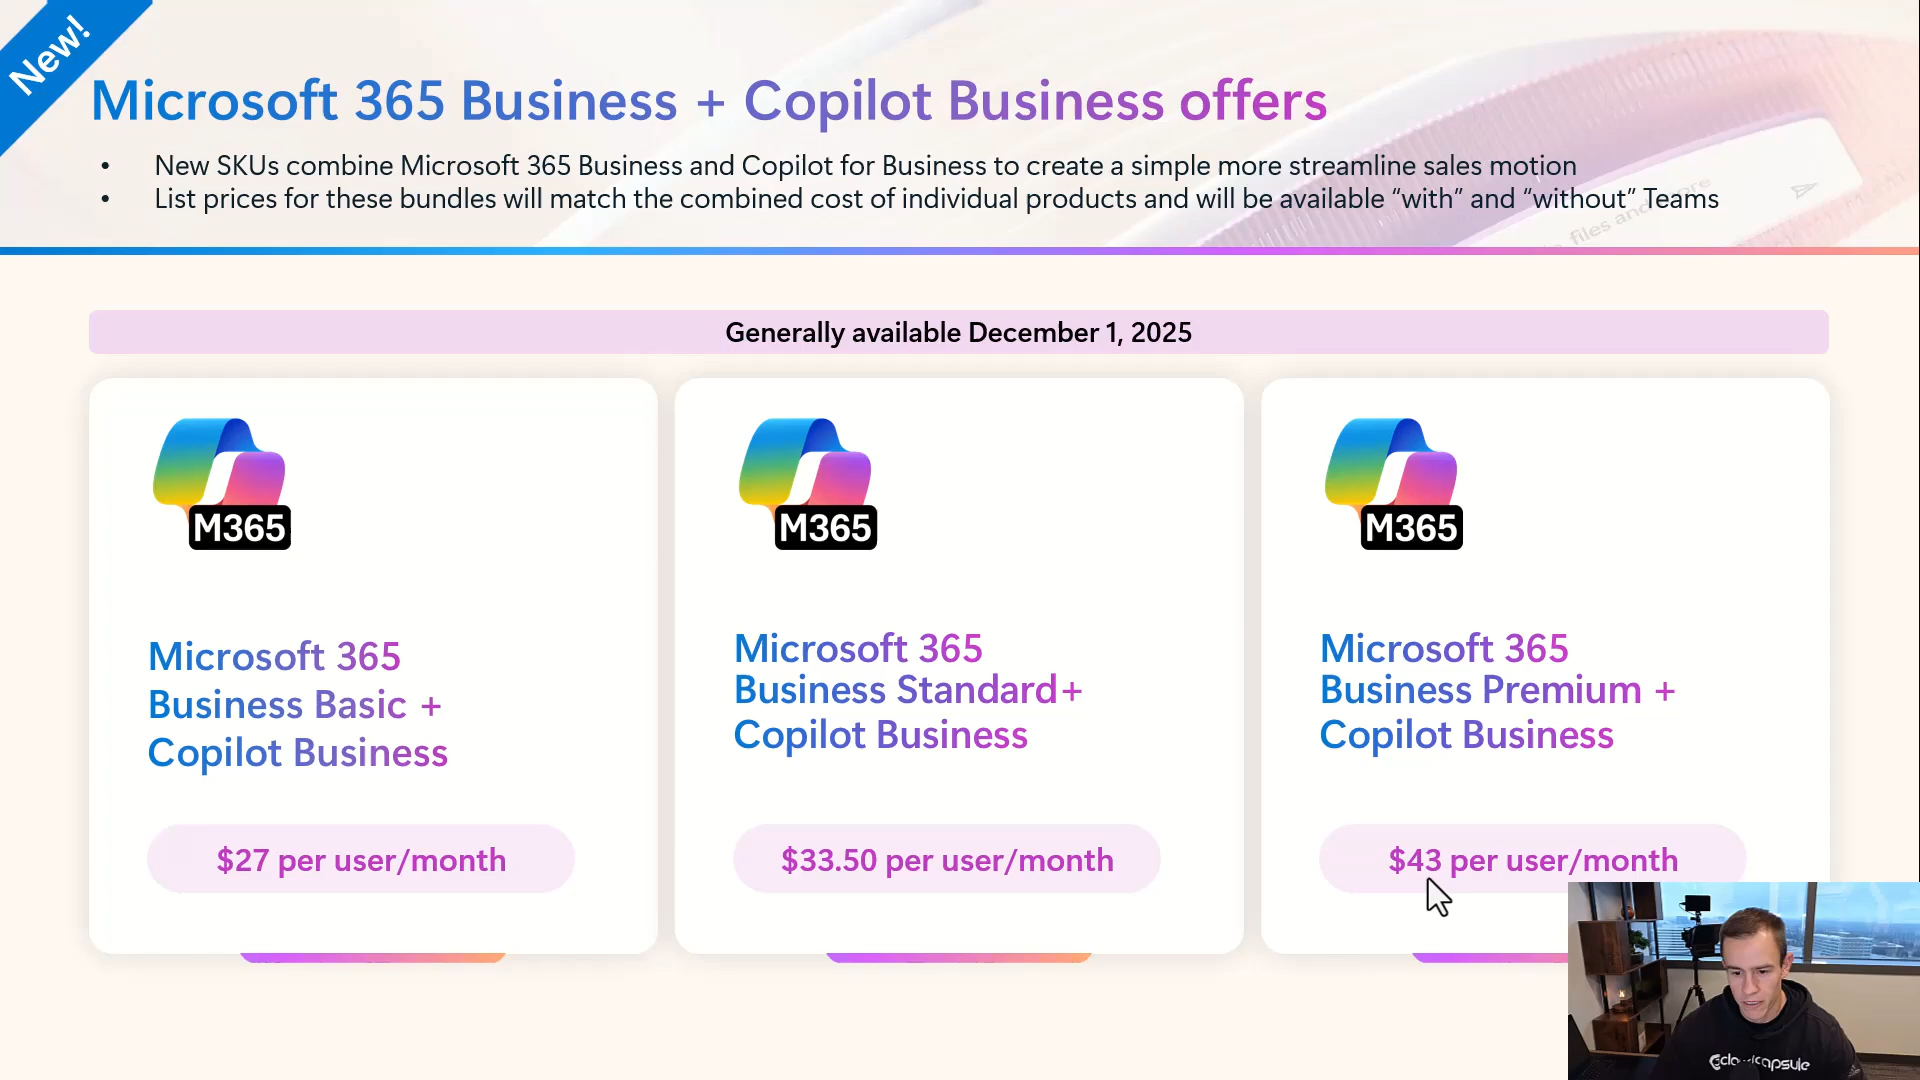 New!
Microsoft 365 Business + Copilot Business offers
• New SKUs combine Microsoft 365 Business and Copilot for Business to create a simple more streamline sales motion
• List prices for these bundles will match the combined cost of individual products and will be available “with” and “without” Teams
files and
Generally available December 1, 2025
M365
Microsoft 365
Business Basic +
Copilot Business
$27 per user/month
M365
Microsoft 365
Business Standard+
Copilot Business
$33.50 per user/month
M365
Microsoft 365
Business Premium +
Copilot Business
$43 per user/month